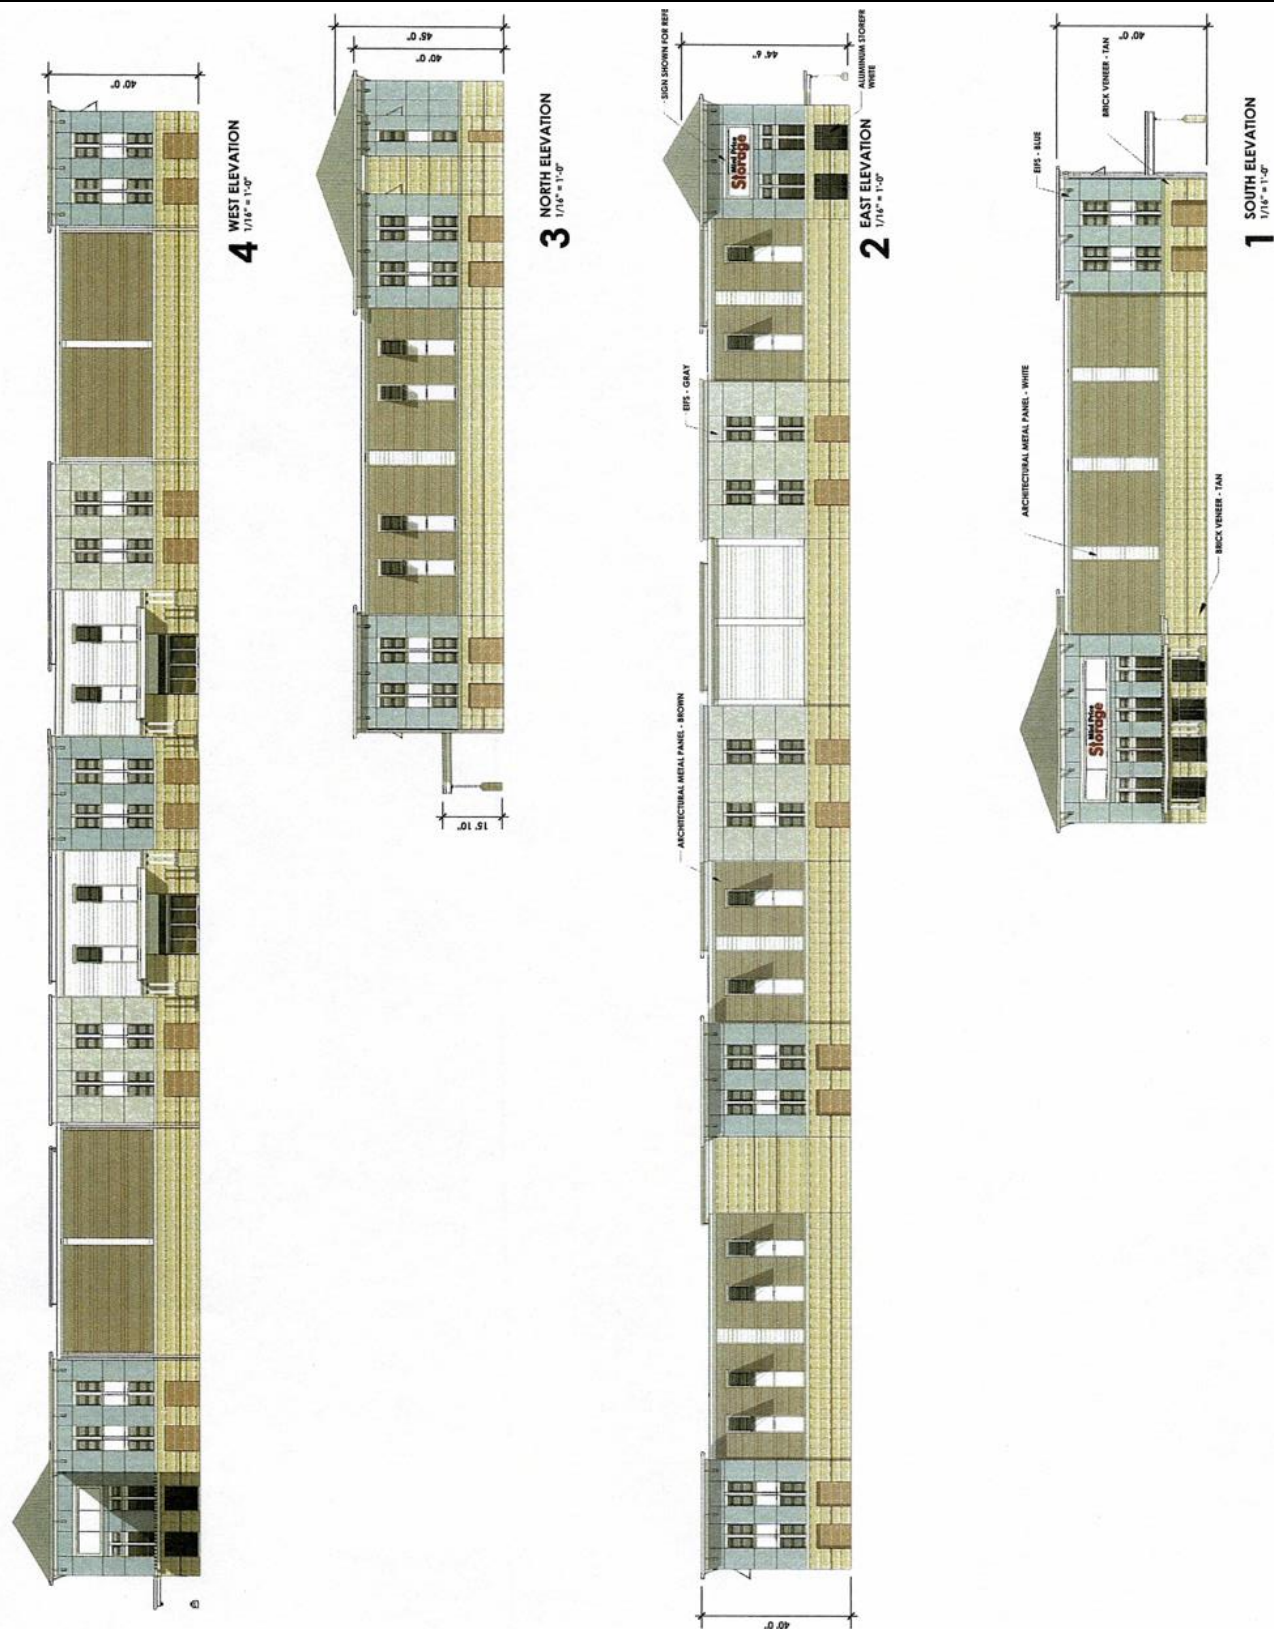 40'.0"
4 WEST ELEVATION
1/16" = 1'-0"
45'.0"
40'.0"
15'.10"
3 NORTH ELEVATION
1/16" = 1'-0"
SIGN SHOWN FOR REFE
44'.6"
ALUMINUM STOREFR
WHITE
Storage
EIFS - GRAY
ARCHITECTURAL METAL PANEL - BROWN
40'.0"
2 EAST ELEVATION
1/16" = 1'-0"
40'.0"
BRICK VENEER - TAN
EIFS - BLUE
ARCHITECTURAL METAL PANEL - WHITE
BRICK VENEER - TAN
Storage
1 SOUTH ELEVATION
1/16" = 1'-0"